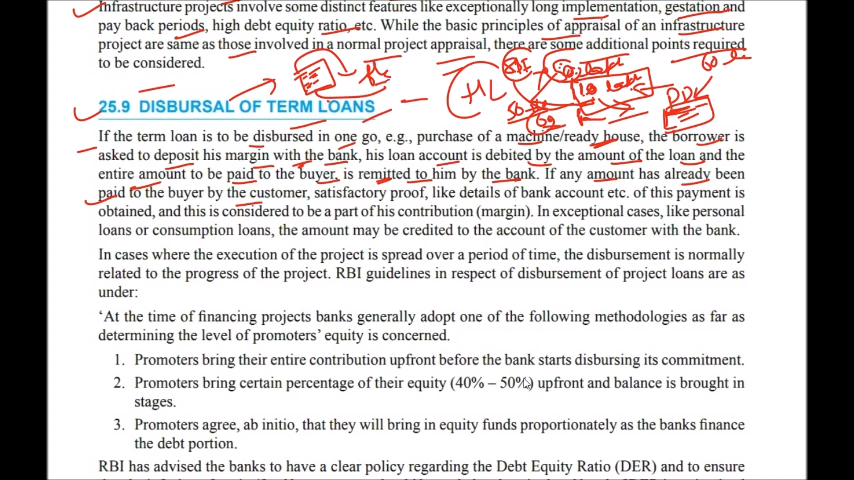 Infrastructure projects involve some distinct features like exceptionally long implementation, gestation and
pay back periods, high debt equity ratio, etc. While the basic principles of appraisal of an infrastructure
project are same as those involved in a normal project appraisal, there are some additional points required
to be considered.
HL
25.9 DISBURSAL OF TERM LOANS
If the term loan is to be disbursed in one go, e.g., purchase of a machine/ready house, the borrower is
asked to deposit his margin with the bank, his loan account is debited by the amount of the loan and the
entire amount to be paid to the buyer, is remitted to him by the bank. If any amount has already been
paid to the buyer by the customer, satisfactory proof, like details of bank account etc. of this payment is
obtained, and this is considered to be a part of his contribution (margin). In exceptional cases, like personal
loans or consumption loans, the amount may be credited to the account of the customer with the bank.
In cases where the execution of the project is spread over a period of time, the disbursement is normally
related to the progress of the project. RBI guidelines in respect of disbursement of project loans are as
under:
‘At the time of financing projects banks generally adopt one of the following methodologies as far as
determining the level of promoters’ equity is concerned.
1. Promoters bring their entire contribution upfront before the bank starts disbursing its commitment.
2. Promoters bring certain percentage of their equity (40% – 50%) upfront and balance is brought in
stages.
3. Promoters agree, ab initio, that they will bring in equity funds proportionately as the banks finance
the debt portion.
RBI has advised the banks to have a clear policy regarding the Debt Equity Ratio (DER) and to ensure